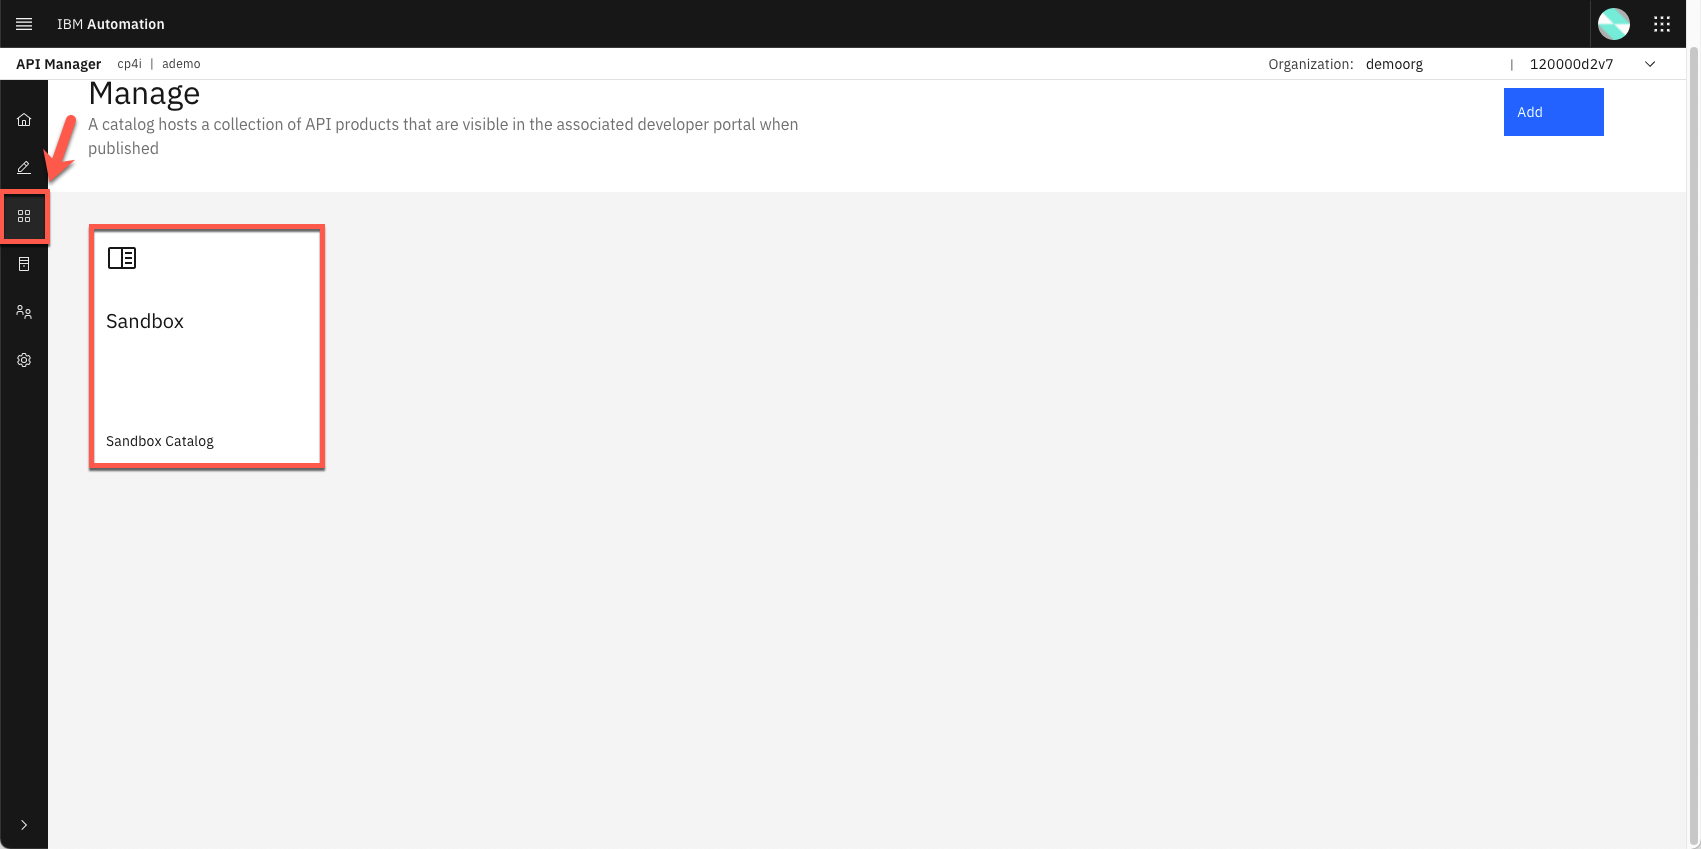 IBM Automation
API Manager cp4i | ademo Organization: demoorg | 120000d2v7
Manage
Add
A catalog hosts a collection of API products that are visible in the associated developer portal when
published
Sandbox
Sandbox Catalog